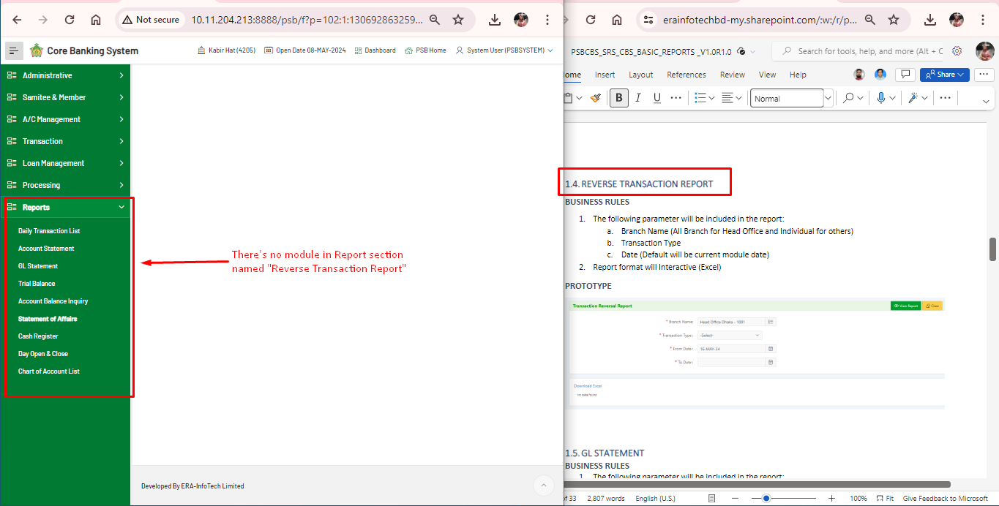 Not secure
10.11.204.213:8888/psb/f?p=102:1:130692863259...
Core Banking System
Kabir Hat (4205)
Open Date 08-MAY-2024
Dashboard
PSB Home
System User (PSBSYSTEM)
Administrative
Samitee & Member
A/C Management
Transaction
Loan Management
Processing
Reports
Daily Transaction List
Account Statement
GL Statement
Trial Balance
Account Balance Inquiry
Statement of Affairs
Cash Register
Day Open & Close
Chart of Account List
There's no module in Report section
named "Reverse Transaction Report"
Developed By ERA-InfoTech Limited
erainfotechbd-my.sharepoint.com/:w:/r/p...
PSBCBS_SRS_CBS_BASIC_REPORTS _V1.0R1.0
Search for tools, help, and more (Alt + Q
ome
Insert
Layout
References
Review
View
Help
Share
B
I
U
Normal
1.4. REVERSE TRANSACTION REPORT
BUSINESS RULES
1. The following parameter will be included in the report:
a. Branch Name (All Branch for Head Office and Individual for others)
b. Transaction Type
c. Date (Default will be current module date)
2. Report format will Interactive (Excel)
PROTOTYPE
Transaction Reversal Report
View Report
Clear
* Branch Name: Head Office Dhaka - 1001
* Transaction Type: -Select-
* From Date: 16-MAY-24
* To Date:
Download Excel
no data found
1.5. GL STATEMENT
BUSINESS RULES
1. The following parameter will be included in the report:
of 33
2,807 words
English (U.S.)
100%
Fit
Give Feedback to Microsoft